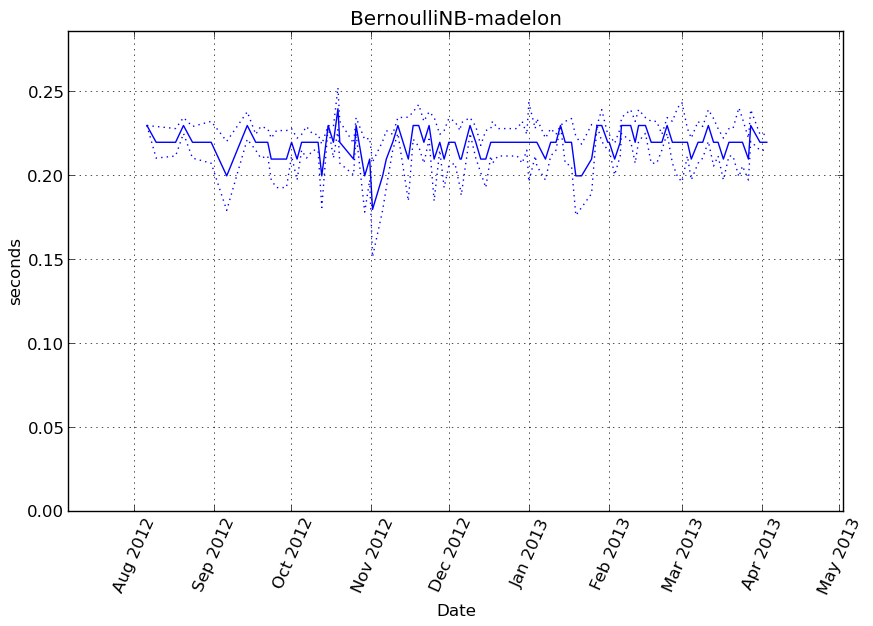 BernoulliNB-madelon
0.25
0.20
0.15
0.10
0.05
0.00
seconds
Aug 2012
Sep 2012
Oct 2012
Nov 2012
Dec 2012
Jan 2013
Feb 2013
Mar 2013
Apr 2013
May 2013
Date